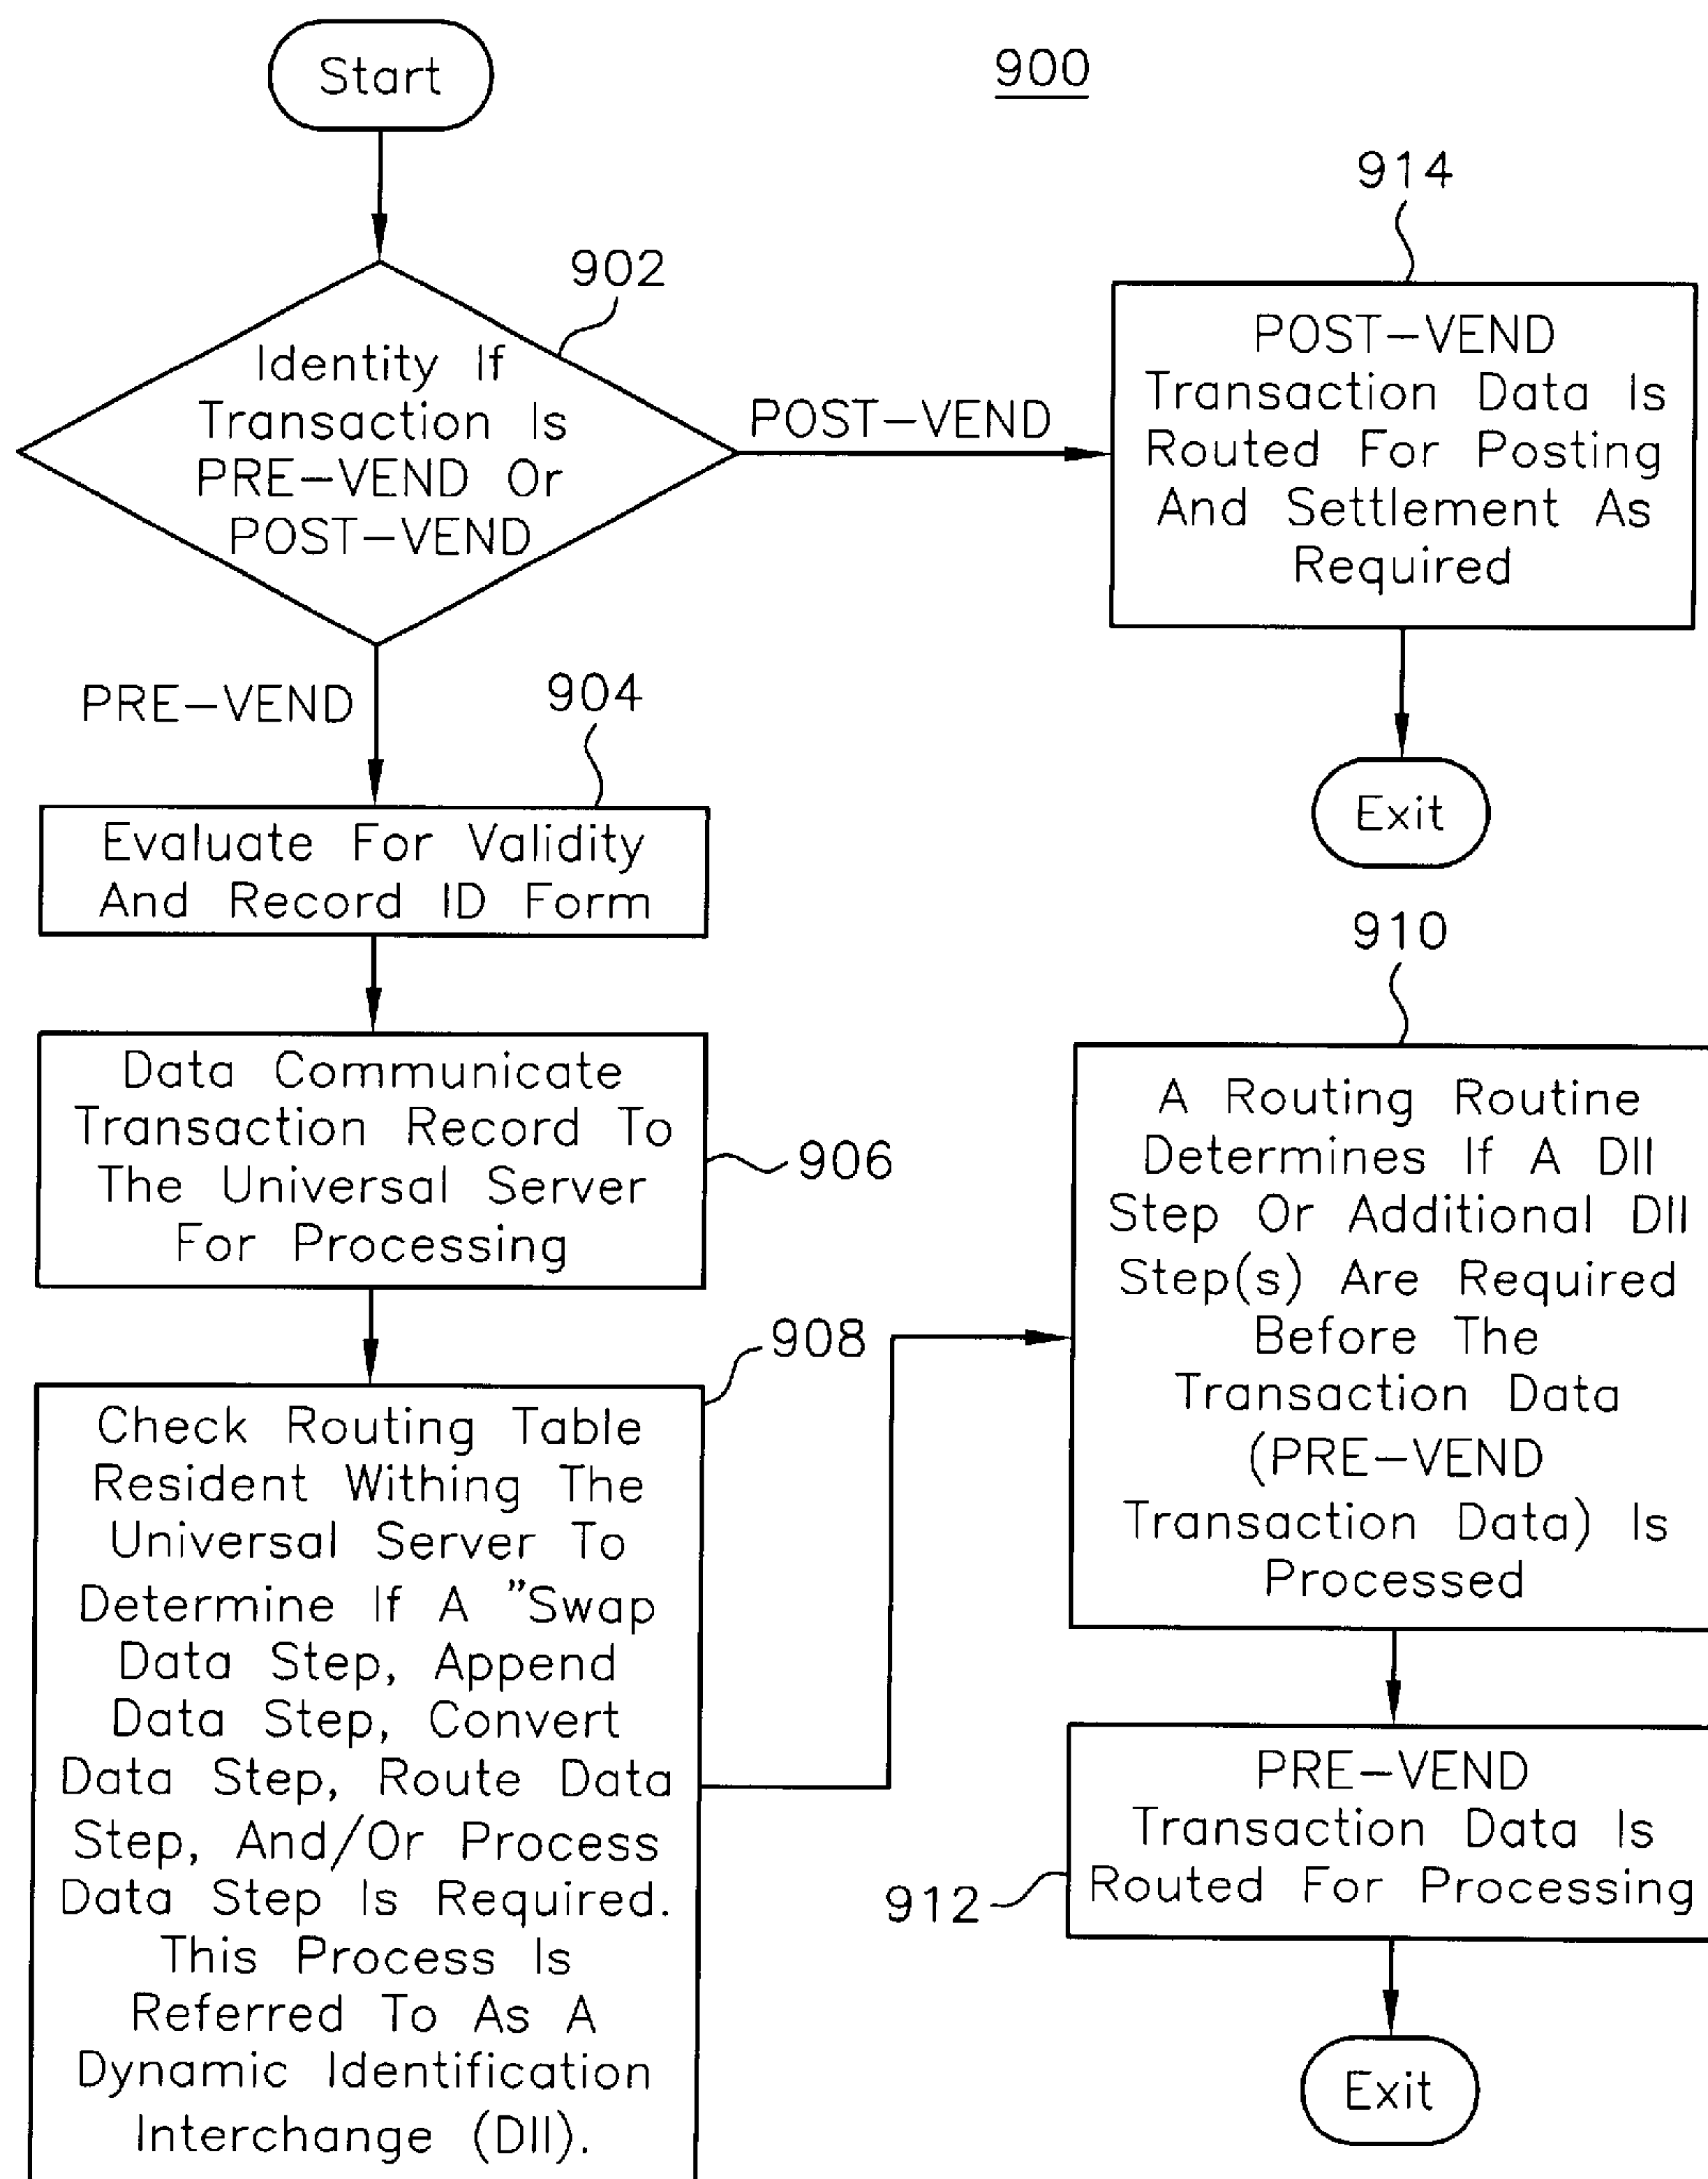 Start
900
902
Identity If
Transaction Is
PRE–VEND Or
POST–VEND
POST–VEND
914
POST–VEND
Transaction Data Is
Routed For Posting
And Settlement As
Required
Exit
PRE–VEND
904
Evaluate For Validity
And Record ID Form
Data Communicate
Transaction Record To
The Universal Server
For Processing
906
908
Check Routing Table
Resident Withing The
Universal Server To
Determine If A "Swap
Data Step, Append
Data Step, Convert
Data Step, Route Data
Step, And/Or Process
Data Step Is Required.
This Process Is
Referred To As A
Dynamic Identification
Interchange (DII).
910
A Routing Routine
Determines If A DII
Step Or Additional DII
Step(s) Are Required
Before The
Transaction Data
(PRE–VEND
Transaction Data) Is
Processed
PRE–VEND
Transaction Data Is
Routed For Processing
912
Exit